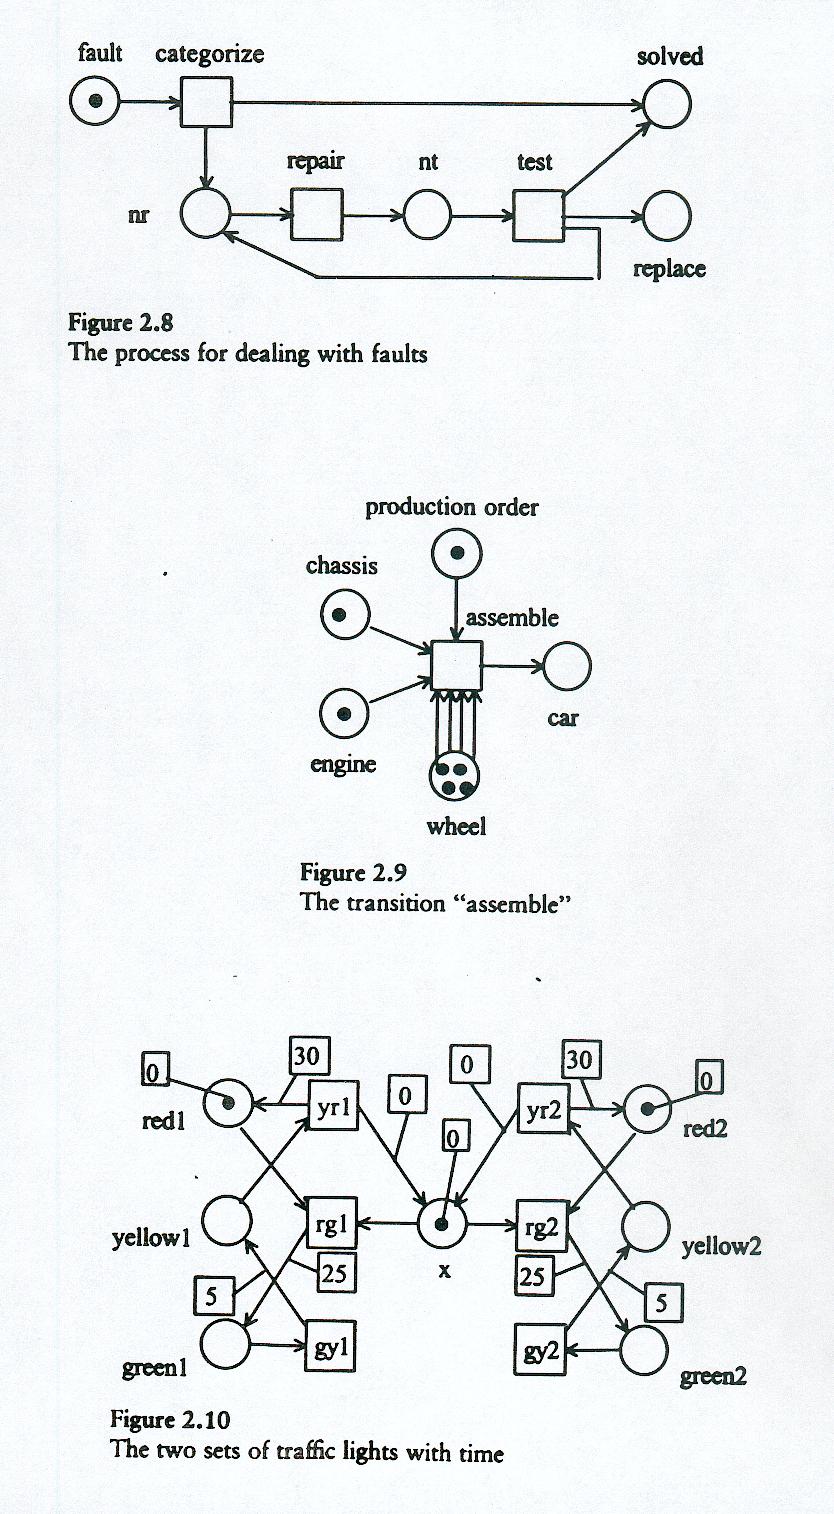 fault categorize solved
repair nt test
nr
replace
Figure 2.8
The process for dealing with faults
production order
chassis
assemble
car
engine
wheel
Figure 2.9
The transition “assemble”
0 30 0 30 0
yr1 0 yr2
red1 0 red2
rg1 rg2
yellow1 x yellow2
25 25
5 5
gy1 gy2
green1 green2
Figure 2.10
The two sets of traffic lights with time